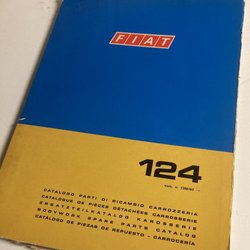 FIAT
124
CATALOGO PARTI DI RICAMBIO CARROZZERIA
CATALOGUE DE PIÈCES DÉTACHÉES CARROSSERIE
ERSATZTEILKATALOG KAROSSERIE
BODYWORK SPARE PARTS CATALOG
CATÁLOGO DE PIEZAS DE REPUESTO - CARROCERÍA